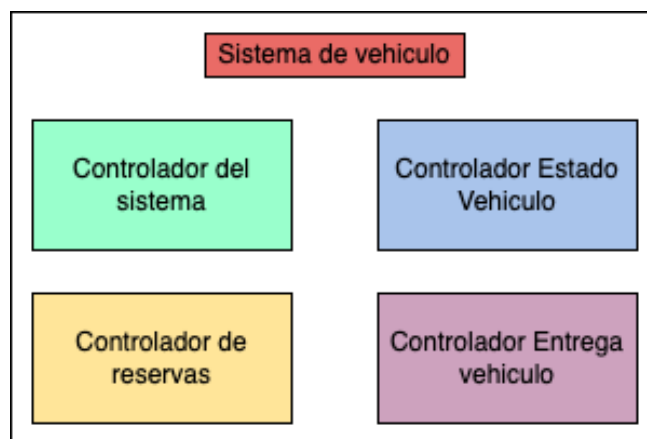 Sistema de vehiculo
Controlador del
sistema
Controlador Estado
Vehiculo
Controlador de
reservas
Controlador Entrega
vehiculo